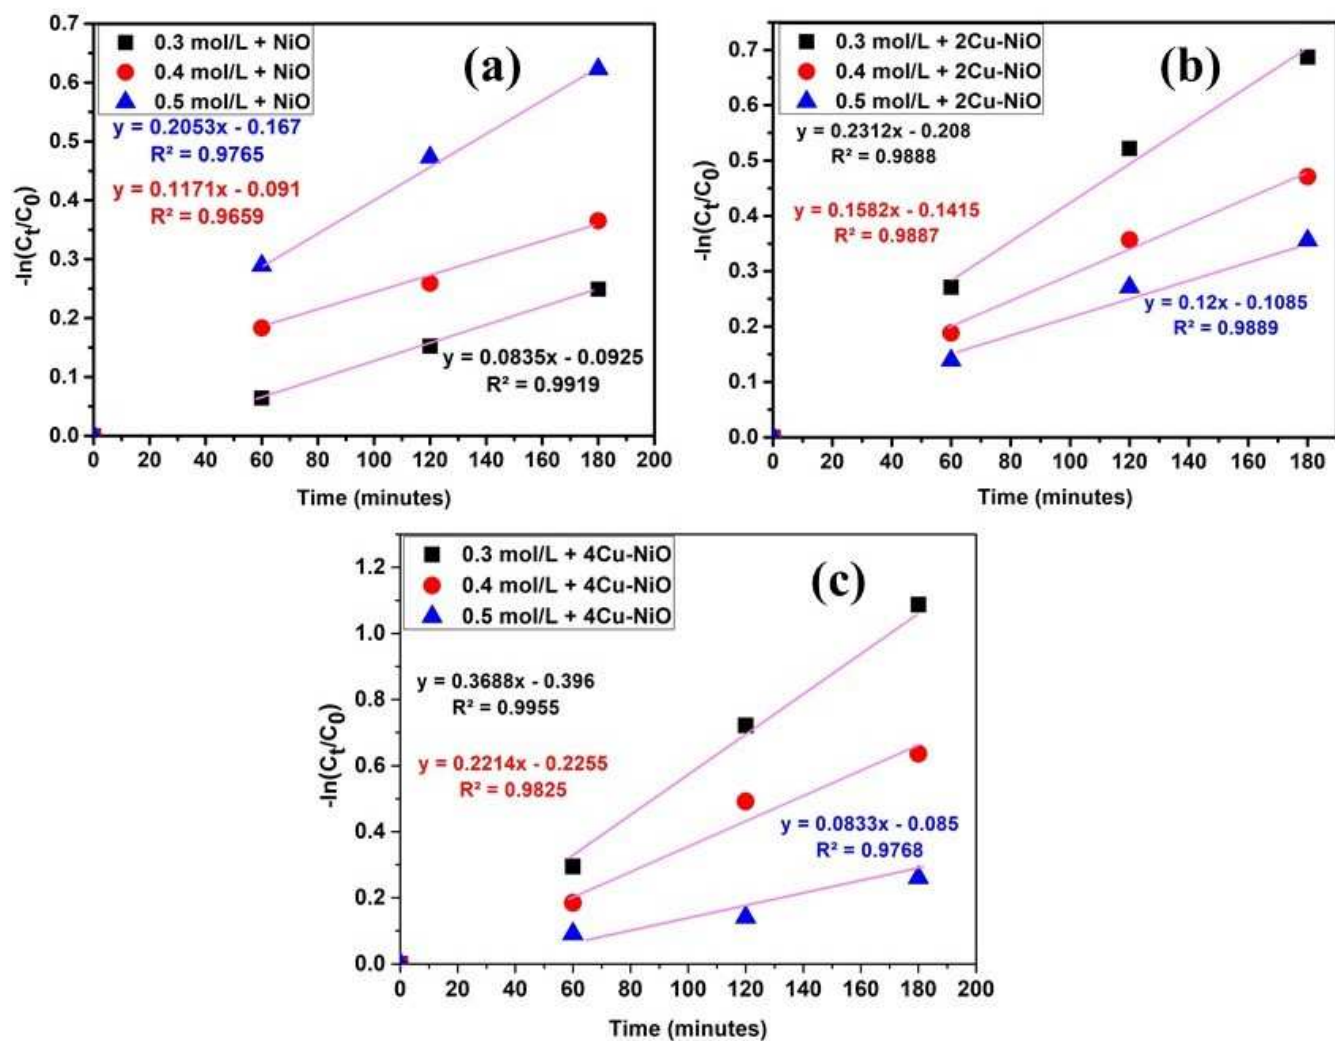 0.3 mol/L + NiO
0.4 mol/L + NiO
0.5 mol/L + NiO
(a)
y = 0.2053x - 0.167
R² = 0.9765
y = 0.1171x - 0.091
R² = 0.9659
y = 0.0835x - 0.0925
R² = 0.9919
-ln(Ct/C0)
0.7
0.6
0.5
0.4
0.3
0.2
0.1
0.0
0 20 40 60 80 100 120 140 160 180 200
Time (minutes)
0.3 mol/L + 2Cu-NiO
0.4 mol/L + 2Cu-NiO
0.5 mol/L + 2Cu-NiO
(b)
y = 0.2312x - 0.208
R² = 0.9888
y = 0.1582x - 0.1415
R² = 0.9887
y = 0.12x - 0.1085
R² = 0.9889
-ln(Ct/C0)
0.7
0.6
0.5
0.4
0.3
0.2
0.1
0.0
0 20 40 60 80 100 120 140 160 180
Time (minutes)
0.3 mol/L + 4Cu-NiO
0.4 mol/L + 4Cu-NiO
0.5 mol/L + 4Cu-NiO
(c)
y = 0.3688x - 0.396
R² = 0.9955
y = 0.2214x - 0.2255
R² = 0.9825
y = 0.0833x - 0.085
R² = 0.9768
-ln(Ct/C0)
1.2
1.0
0.8
0.6
0.4
0.2
0.0
0 20 40 60 80 100 120 140 160 180 200
Time (minutes)